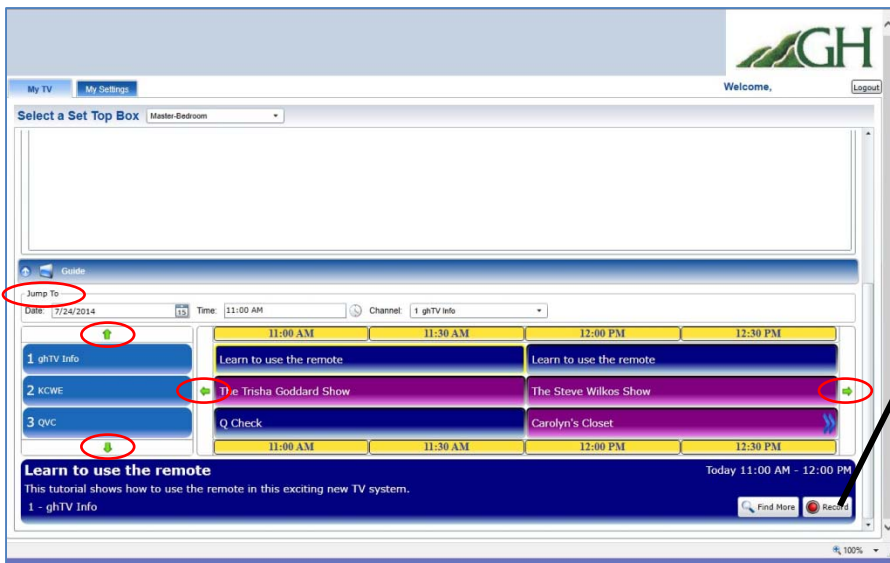 GH
My TV My Settings Welcome, Logout
Select a Set Top Box Master-Bedroom
Guide
Jump To
Date: 7/24/2014 15 Time: 11:00 AM Channel: 1 ghTV Info
11:00 AM 11:30 AM 12:00 PM 12:30 PM
1 ghTV Info Learn to use the remote Learn to use the remote
2 KCWE The Trisha Goddard Show The Steve Wilkos Show
3 QVC Q Check Carolyn's Closet
11:00 AM 11:30 AM 12:00 PM 12:30 PM
Learn to use the remote Today 11:00 AM - 12:00 PM
This tutorial shows how to use the remote in this exciting new TV system.
1 - ghTV Info Find More Record
100%